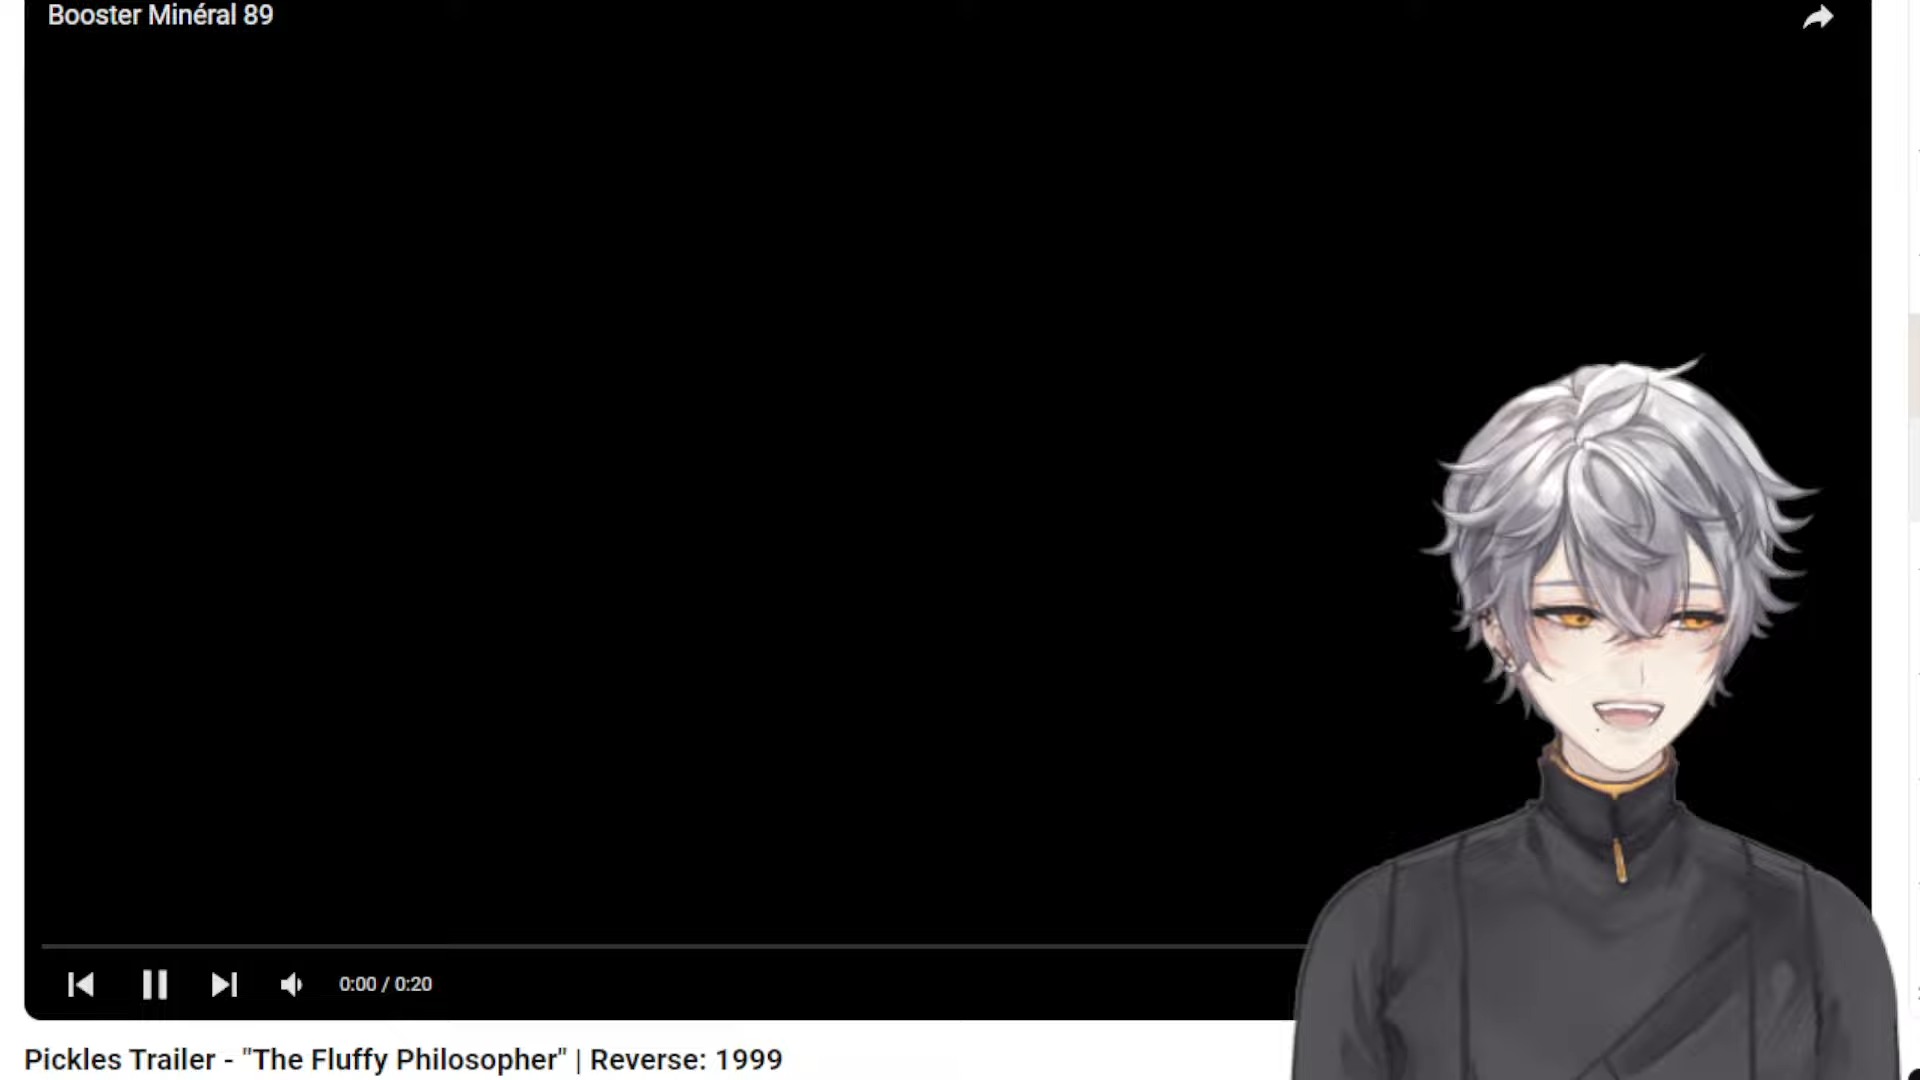 Booster Minéral 89
0:00 / 0:20
Pickles Trailer - "The Fluffy Philosopher" | Reverse: 1999